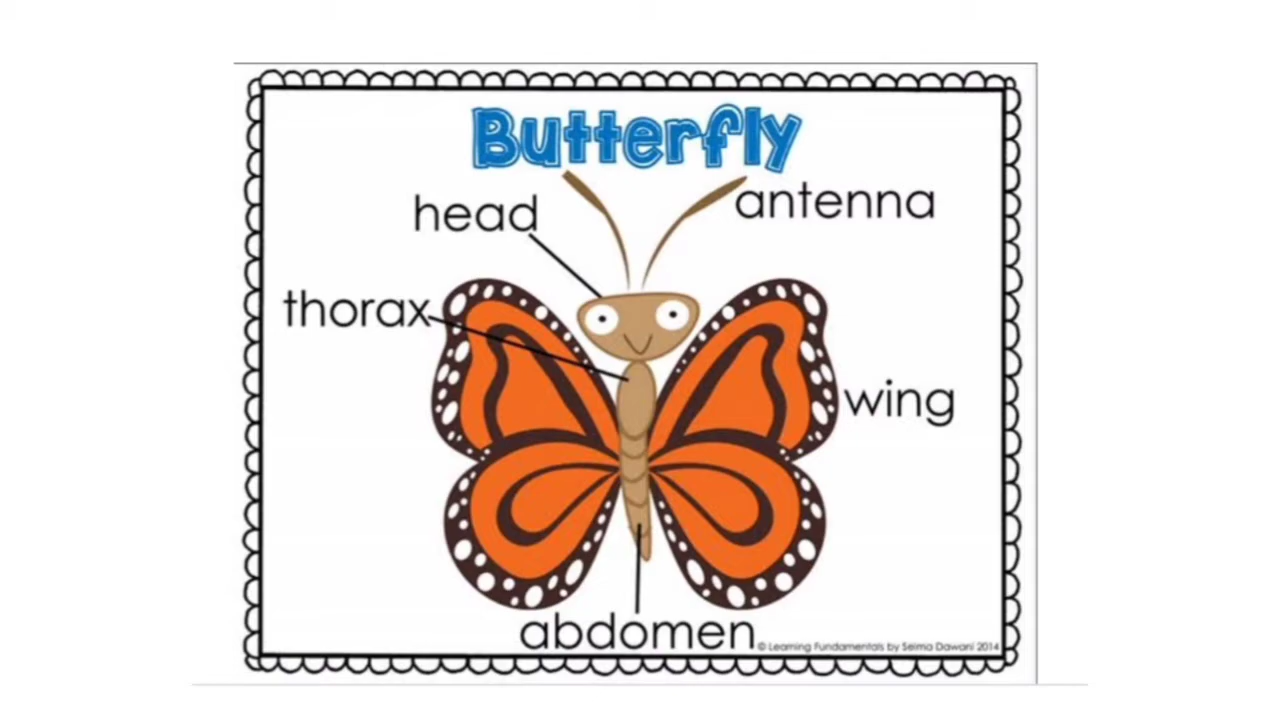 Butterfly
head
antenna
thorax
wing
abdomen
© Learning Fundamentals by Selma Dawani 2014